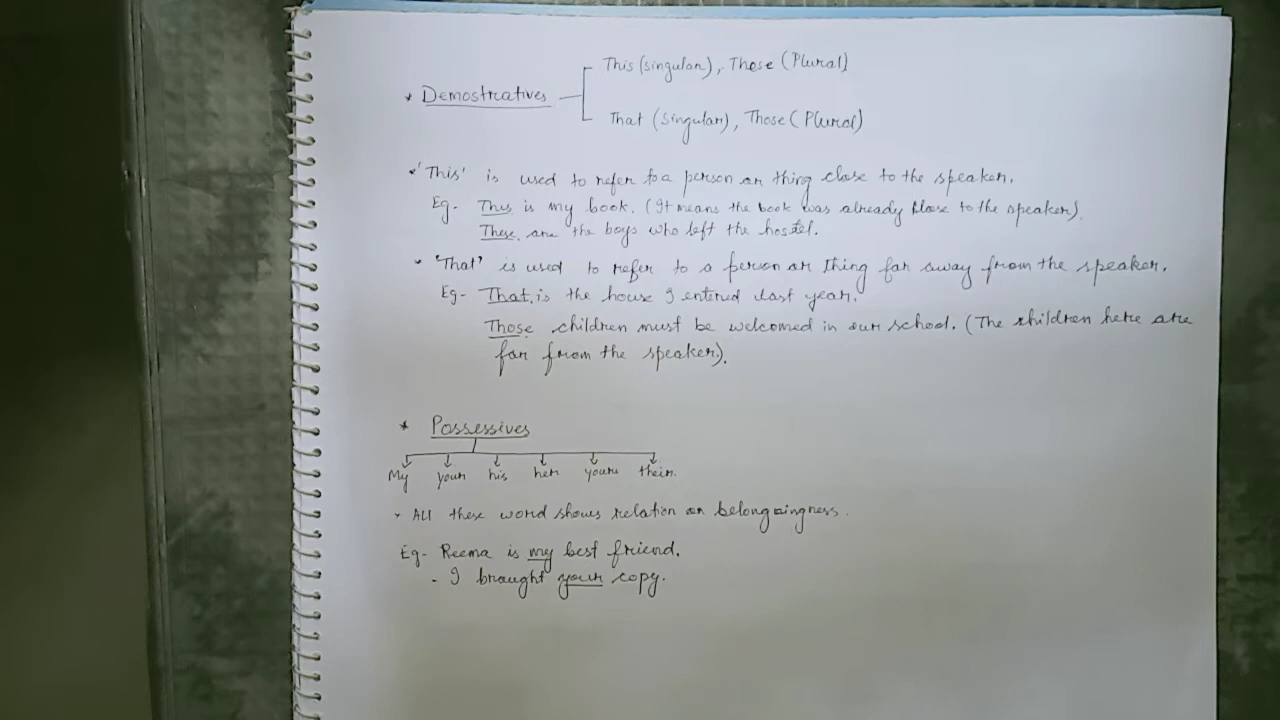 This (singular), These (Plural)
* Demostratives
That (Singular), Those (Plural)
• 'This' is used to refer to a person or thing close to the speaker.
Eg- This is my book. (It means the book was already close to the speaker).
These are the boys who left the hostel.
• 'That' is used to refer to a person or thing far away from the speaker.
Eg- That is the house I entered last year.
Those children must be welcomed in our school. (The children here are
far from the speaker).
* Possessives
My your his her yours their.
• All these word shows relation or belongingness.
Eg- Reema is my best friend.
- I braught your copy.